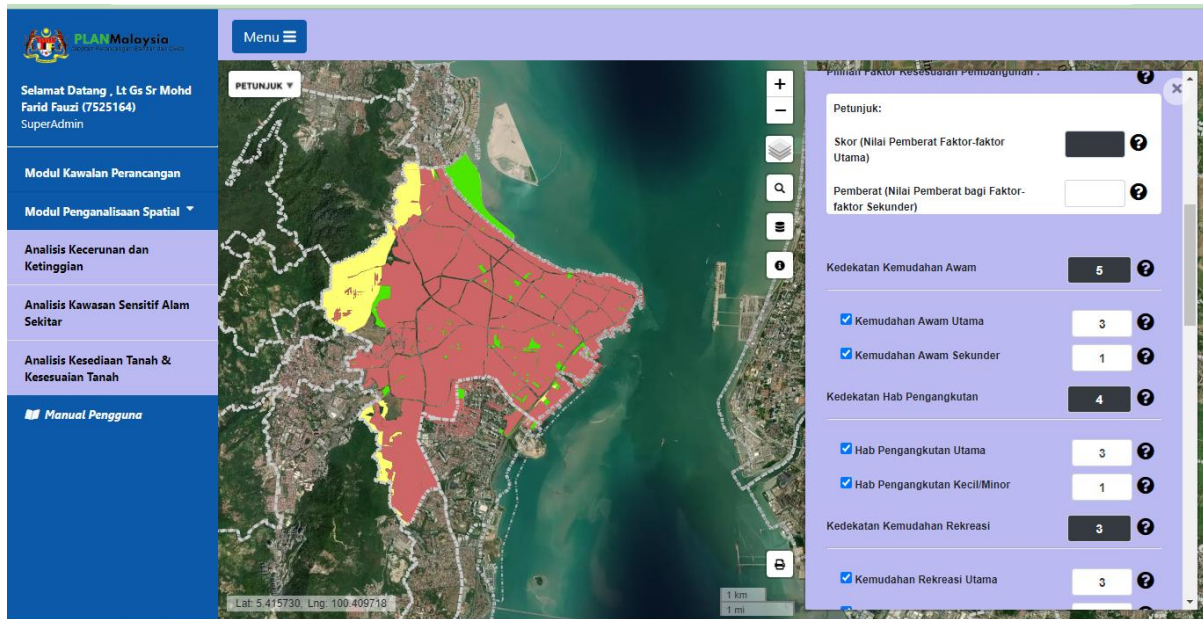 PLANMalaysia
Menu
Selamat Datang , Lt Gs Sr Mohd
Farid Fauzi (7525164)
SuperAdmin
Modul Kawalan Perancangan
Modul Penganalisaan Spatial
Analisis Kecerunan dan
Ketinggian
Analisis Kawasan Sensitif Alam
Sekitar
Analisis Kesediaan Tanah &
Kesesuaian Tanah
Manual Pengguna
PETUNJUK ▼
+
−
Lat: 5.415730, Lng: 100.409718
1 km
1 mi
Pilihan Faktor Kesesuaian Pembangunan :
×
Petunjuk:
Skor (Nilai Pemberat Faktor-faktor
Utama)
Pemberat (Nilai Pemberat bagi Faktor-
faktor Sekunder)
Kedekatan Kemudahan Awam 5
Kemudahan Awam Utama 3
Kemudahan Awam Sekunder 1
Kedekatan Hab Pengangkutan 4
Hab Pengangkutan Utama 3
Hab Pengangkutan Kecil/Minor 1
Kedekatan Kemudahan Rekreasi 3
Kemudahan Rekreasi Utama 3